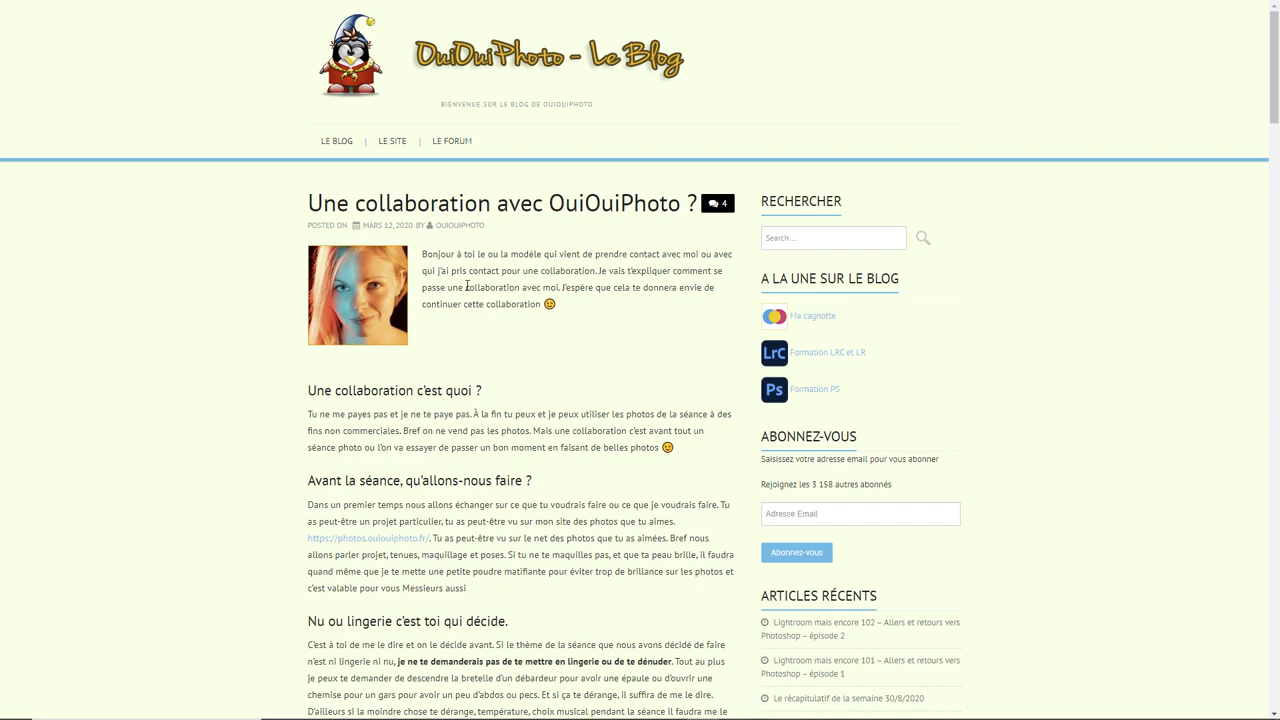 OuiOuiPhoto - Le Blog
BIENVENUE SUR LE BLOG DE OUIOUIPHOTO
LE BLOG | LE SITE | LE FORUM
Une collaboration avec OuiOuiPhoto ?
4
POSTED ON MARS 12, 2020 BY OUIOUIPHOTO
Bonjour à toi le ou la modèle qui vient de prendre contact avec moi ou avec
qui j'ai pris contact pour une collaboration. Je vais t'expliquer comment se
passe une collaboration avec moi. J'espère que cela te donnera envie de
continuer cette collaboration 😉
Une collaboration c'est quoi ?
Tu ne me payes pas et je ne te paye pas. À la fin tu peux et je peux utiliser les photos de la séance à des
fins non commerciales. Bref on ne vend pas les photos. Mais une collaboration c'est avant tout un
séance photo ou l'on va essayer de passer un bon moment en faisant de belles photos 😉
Avant la séance, qu'allons-nous faire ?
Dans un premier temps nous allons échanger sur ce que tu voudrais faire ou ce que je voudrais faire. Tu
as peut-être un projet particulier, tu as peut-être vu sur mon site des photos que tu aimes.
https://photos.ouiouiphoto.fr/. Tu as peut-être vu sur le net des photos que tu as aimées. Bref nous
allons parler projet, tenues, maquillage et poses. Si tu ne te maquilles pas, et que ta peau brille, il faudra
quand même que je te mette une petite poudre matifiante pour éviter trop de brillance sur les photos et
c'est valable pour vous Messieurs aussi
Nu ou lingerie c'est toi qui décide.
C'est à toi de me le dire et on le décide avant. Si le thème de la séance que nous avons décidé de faire
n'est ni lingerie ni nu, je ne te demanderais pas de te mettre en lingerie ou de te dénuder. Tout au plus
je peux te demander de descendre la bretelle d'un débardeur pour avoir une épaule ou d'ouvrir une
chemise pour un gars pour avoir un peu d'abdos ou pecs. Et si ça te dérange, il suffira de me le dire.
D'ailleurs si la moindre chose te dérange, température, choix musical pendant la séance il faudra me le
RECHERCHER
Search ...
A LA UNE SUR LE BLOG
Ma cagnotte
LrC Formation LRC et LR
Ps Formation PS
ABONNEZ-VOUS
Saisissez votre adresse email pour vous abonner
Rejoignez les 3 158 autres abonnés
Adresse Email
Abonnez-vous
ARTICLES RÉCENTS
Lightroom mais encore 102 – Allers et retours vers
Photoshop – épisode 2
Lightroom mais encore 101 – Allers et retours vers
Photoshop – épisode 1
Le récapitulatif de la semaine 30/8/2020